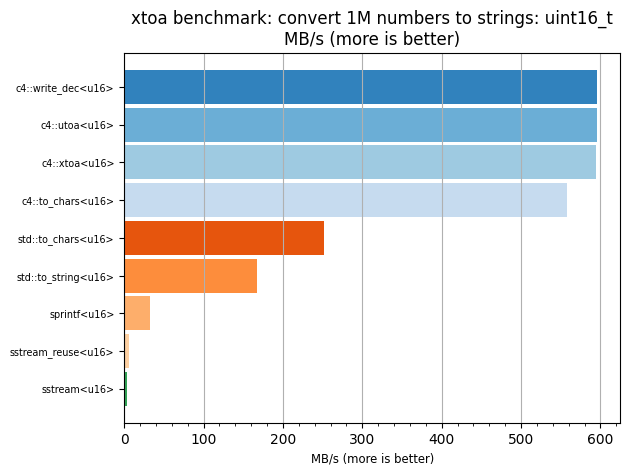 xtoa benchmark: convert 1M numbers to strings: uint16_t
MB/s (more is better)
c4::write_dec<u16>
c4::utoa<u16>
c4::xtoa<u16>
c4::to_chars<u16>
std::to_chars<u16>
std::to_string<u16>
sprintf<u16>
sstream_reuse<u16>
sstream<u16>
0 100 200 300 400 500 600
MB/s (more is better)